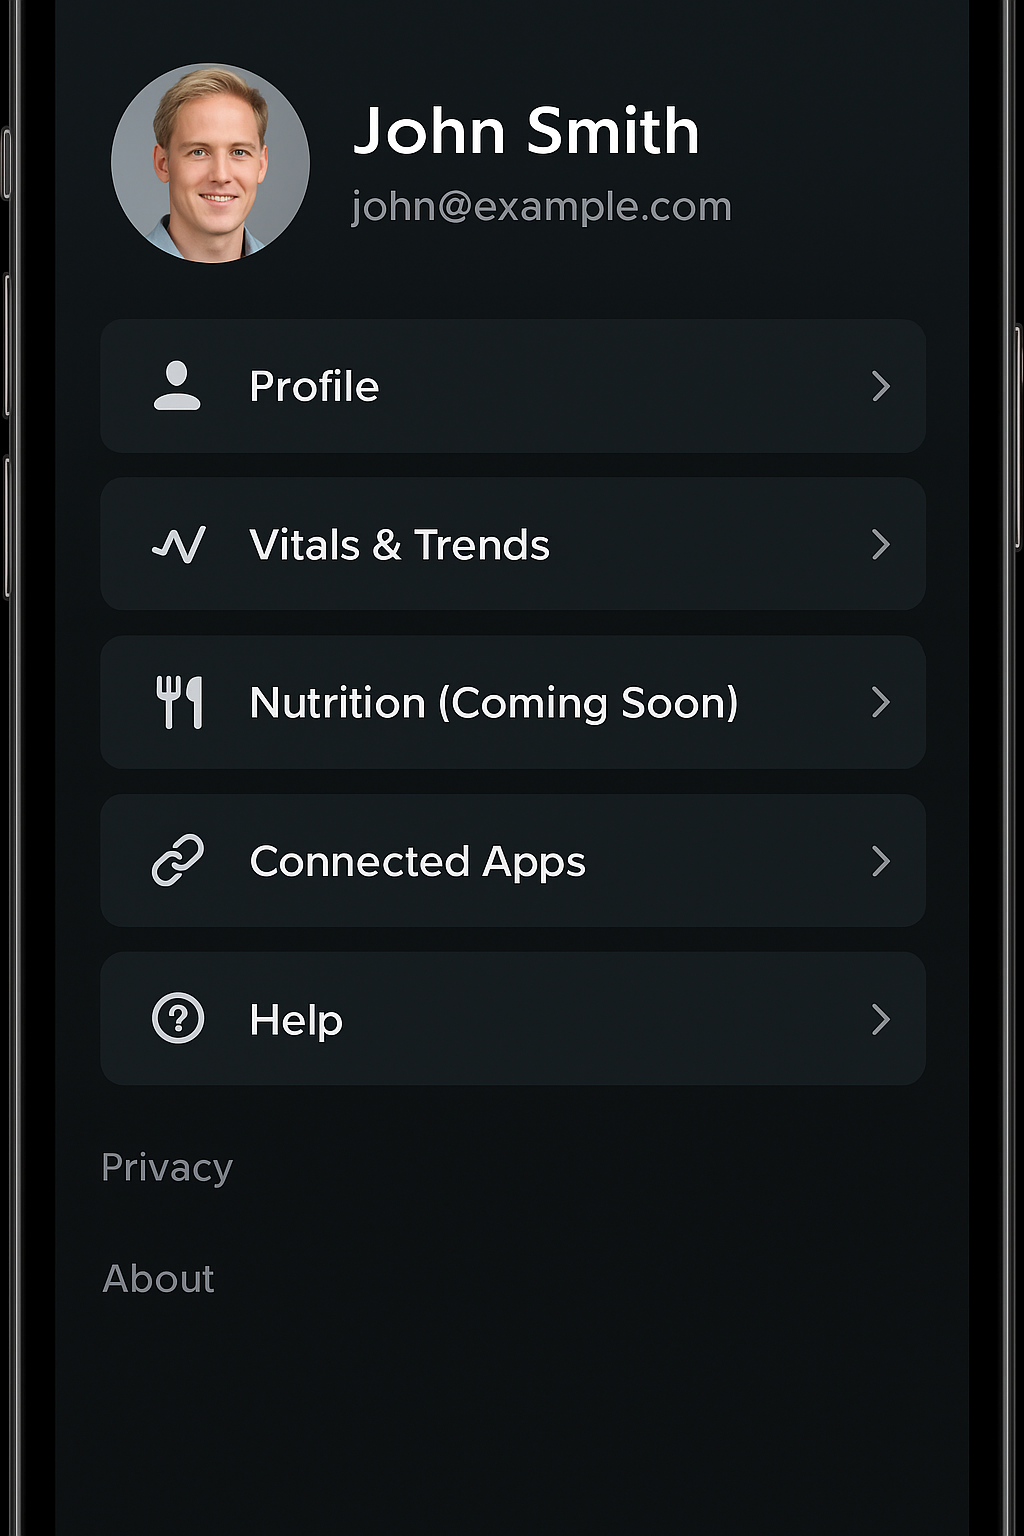 John Smith
john@example.com
Profile
Vitals & Trends
Nutrition (Coming Soon)
Connected Apps
Help
Privacy
About